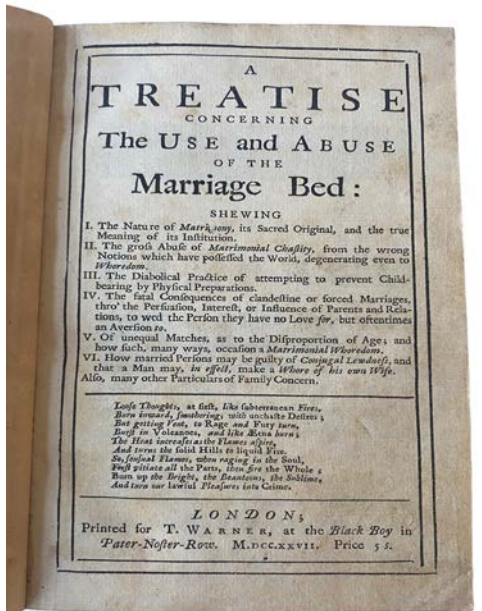 A
TREATISE
CONCERNING
The USE and ABUSE
OF THE
Marriage Bed:
SHEWING
I. The Nature of Matrimony, its Sacred Original, and the true
Meaning of its Institution.
II. The groſs Abuſe of Matrimonial Chaſtity, from the wrong
Notions which have poſſeſſed the World, degenerating even to
Whoredom.
III. The Diabolical Practice of attempting to prevent Child-
bearing by Phyſical Preparations.
IV. The fatal Conſequences of clandeſtine or forced Marriages,
thro' the Perſuaſion, Intereſt, or Influence of Parents and Rela-
tions, to wed the Perſon they have no Love for, but oftentimes
an Averſion to.
V. Of unequal Matches, as to the Diſproportion of Age; and
how ſuch, many ways, occaſion a Matrimonial Whoredom.
VI. How married Perſons may be guilty of Conjugal Lewdneſs, and
that a Man may, in effect, make a Whore of his own Wife.
Alſo, many other Particulars of Family Concern.
Looſe Thoughts, at firſt, like ſubterranean Fires,
Burn inward, ſmothering, with unchaſte Deſires;
But getting Vent, to Rage and Fury turn,
Burſt in Volcanoes, and like Ætna burn;
The Heat increaſes as the Flames aſpire,
And turns the ſolid Hills to liquid Fire.
So, ſenſual Flames, when raging in the Soul,
Firſt vitiate all the Parts, then fire the Whole;
Burn up the Bright, the Beauteous, the Sublime,
And turn our lawful Pleaſures into Crime.
LONDON;
Printed for T. WARNER, at the Black Boy in
Pater-Noſter-Row. M.DCC.XXVII. Price 5 s.